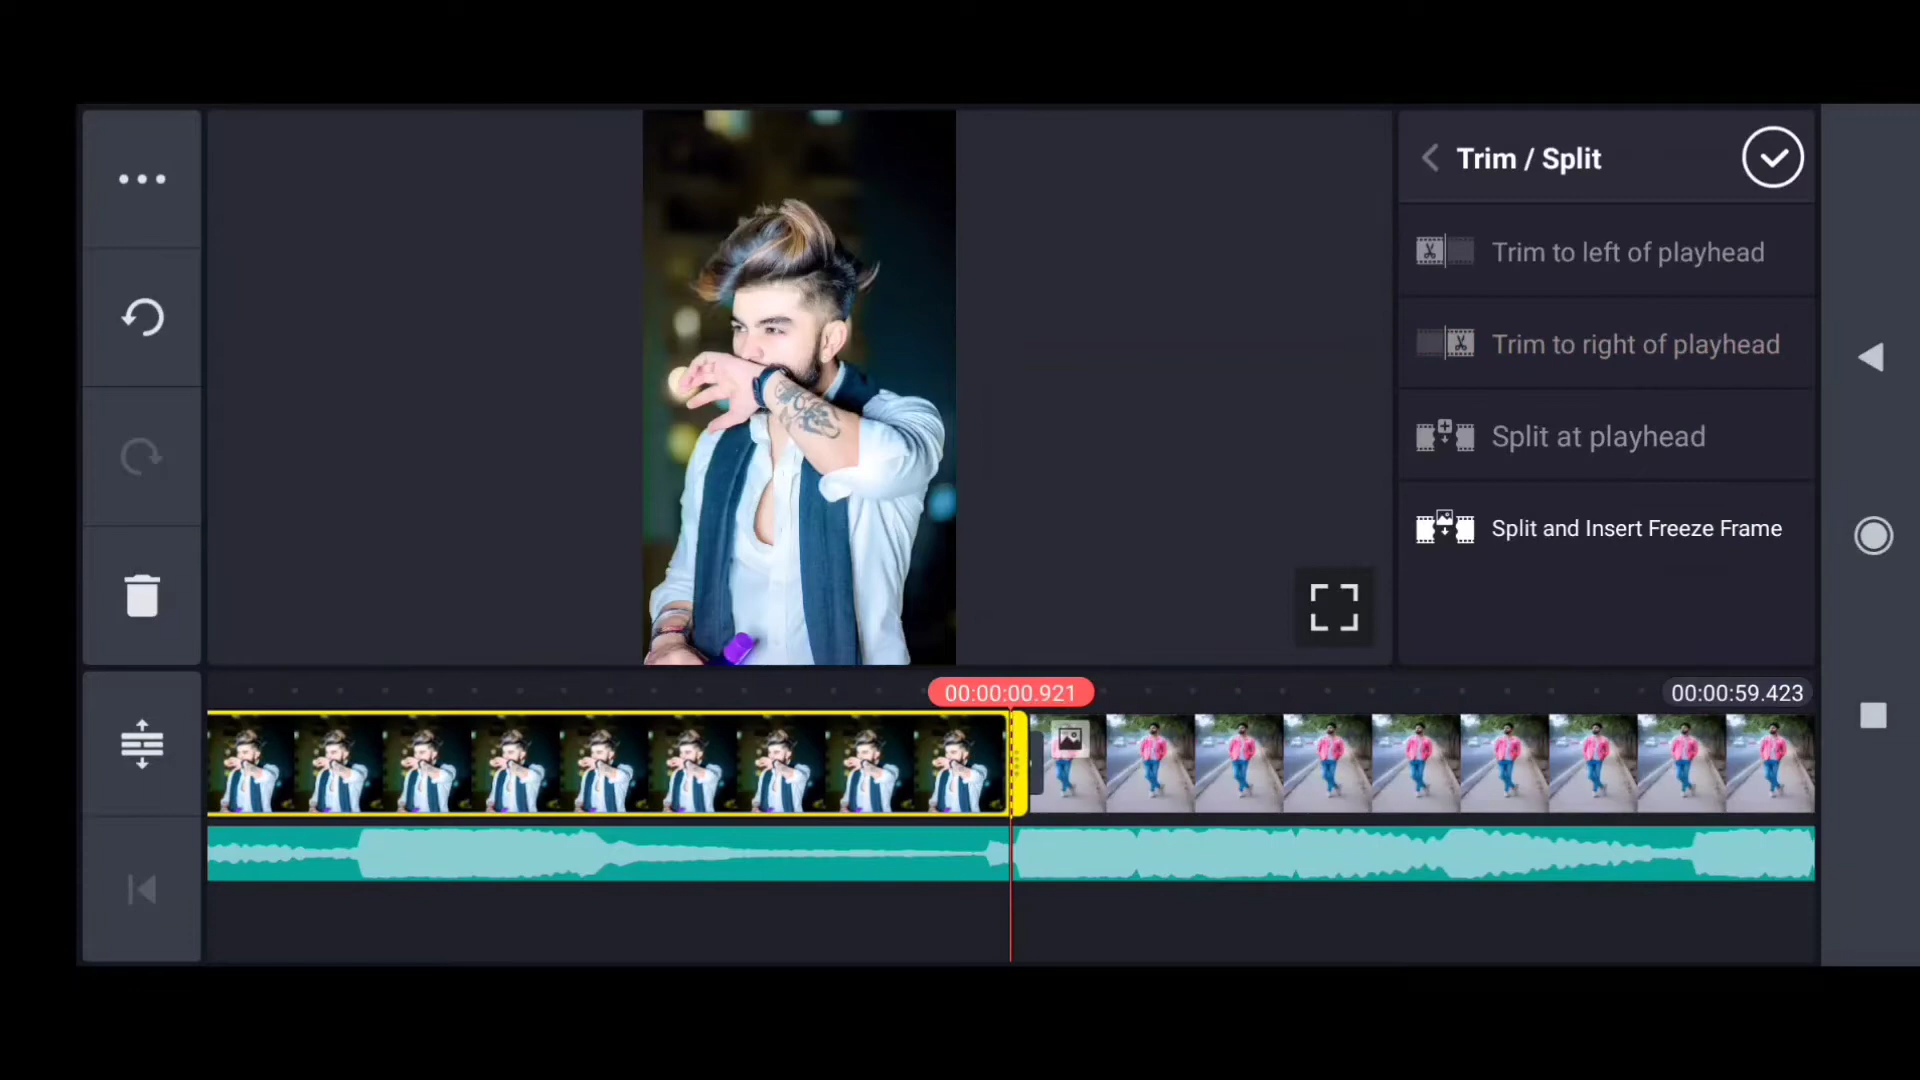 Trim / Split
Trim to left of playhead
Trim to right of playhead
Split at playhead
Split and Insert Freeze Frame
00:00:00.921
00:00:59.423